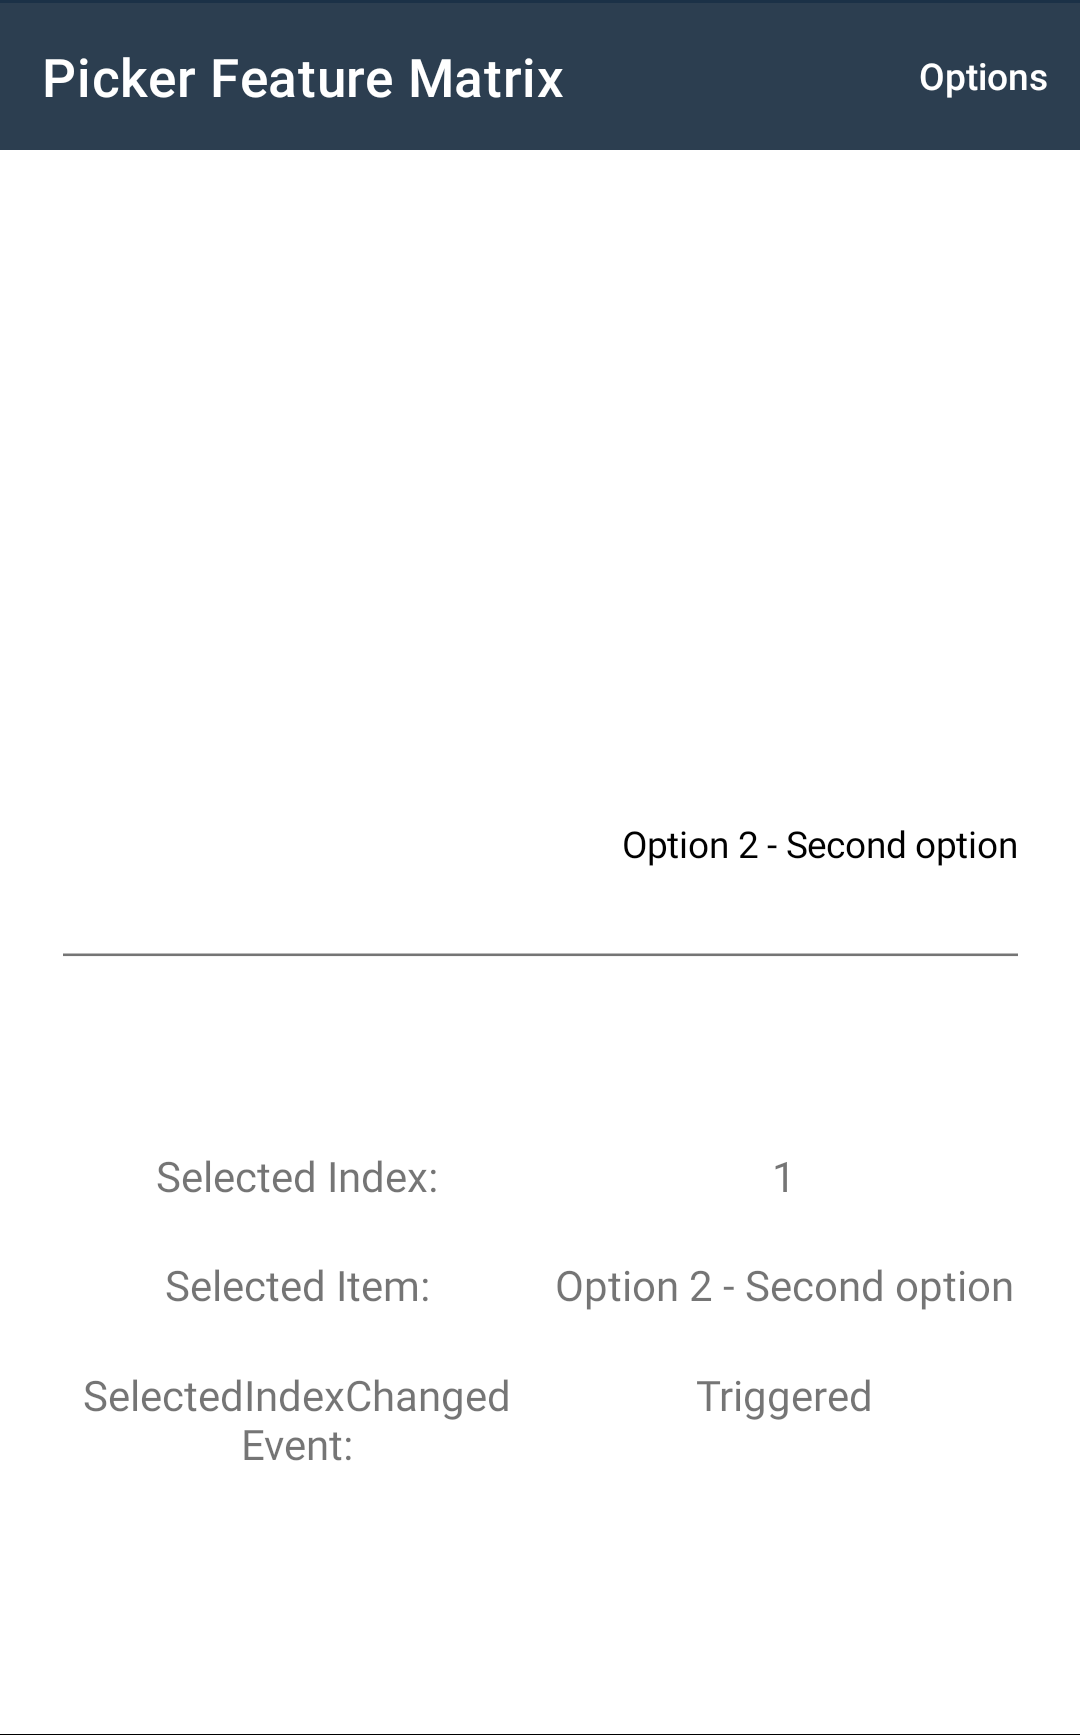 Picker Feature Matrix Options
Option 2 - Second option
Selected Index: 1
Selected Item: Option 2 - Second option
SelectedIndexChanged Triggered
Event: